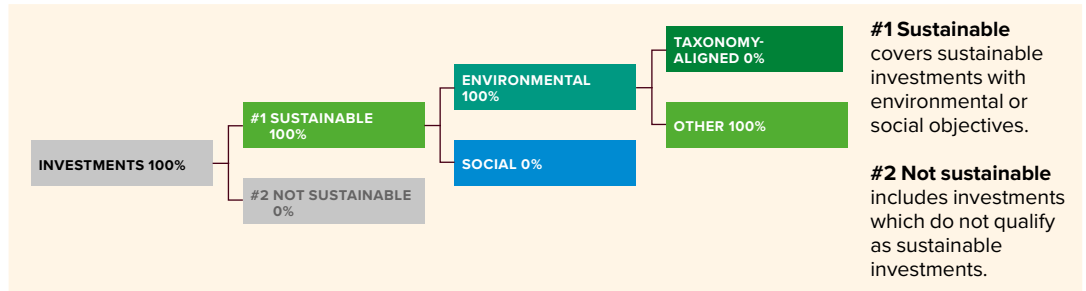 INVESTMENTS 100%
#1 SUSTAINABLE
100%
#2 NOT SUSTAINABLE
0%
ENVIRONMENTAL
100%
SOCIAL 0%
TAXONOMY-
ALIGNED 0%
OTHER 100%
#1 Sustainable
covers sustainable
investments with
environmental or
social objectives.
#2 Not sustainable
includes investments
which do not qualify
as sustainable
investments.